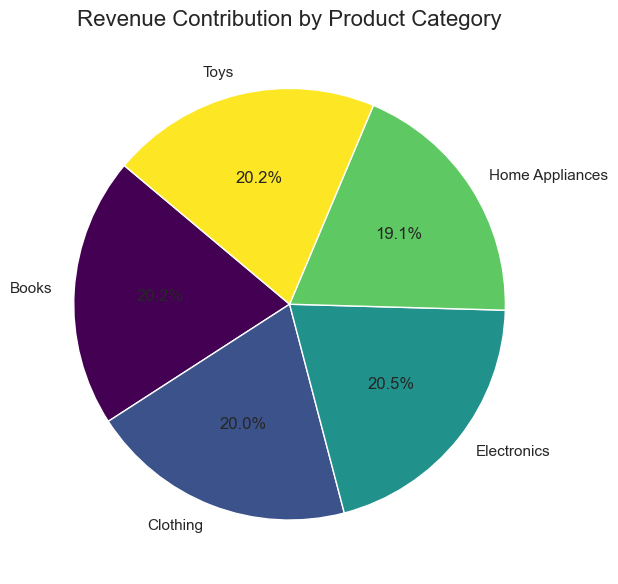 Revenue Contribution by Product Category
Toys
20.2%
Home Appliances
19.1%
Books
20.2%
20.5%
20.0%
Electronics
Clothing